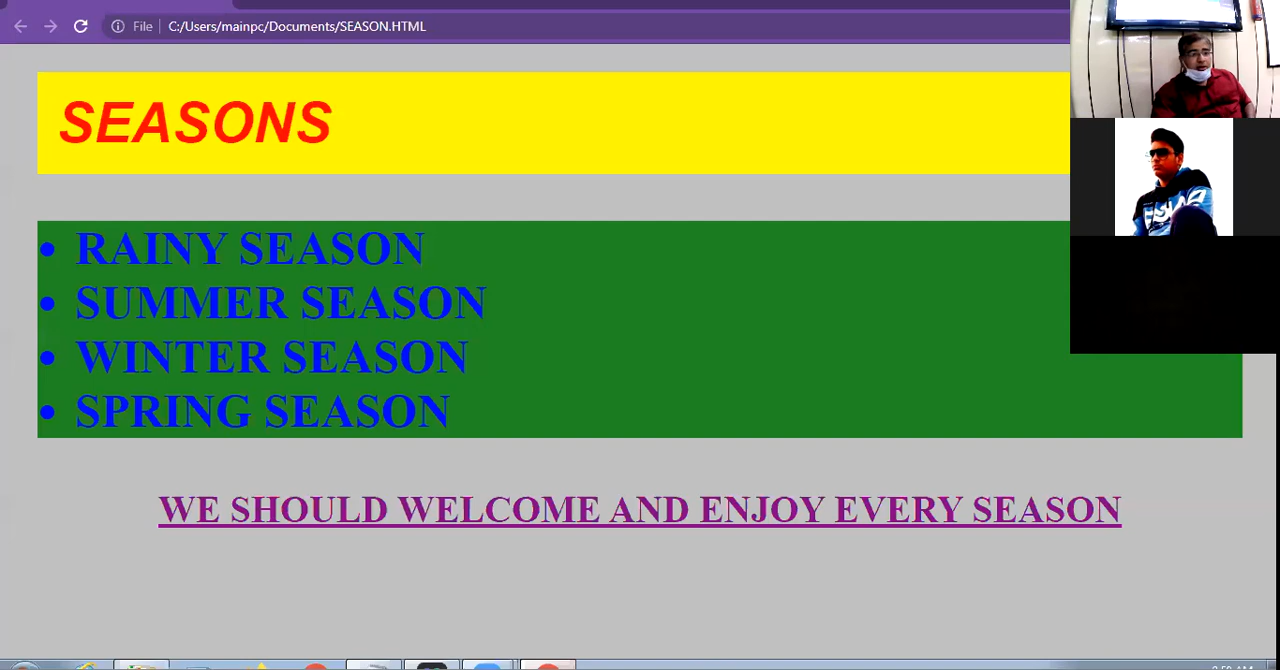 File C:/Users/mainpc/Documents/SEASON.HTML
SEASONS
• RAINY SEASON
• SUMMER SEASON
• WINTER SEASON
• SPRING SEASON
WE SHOULD WELCOME AND ENJOY EVERY SEASON